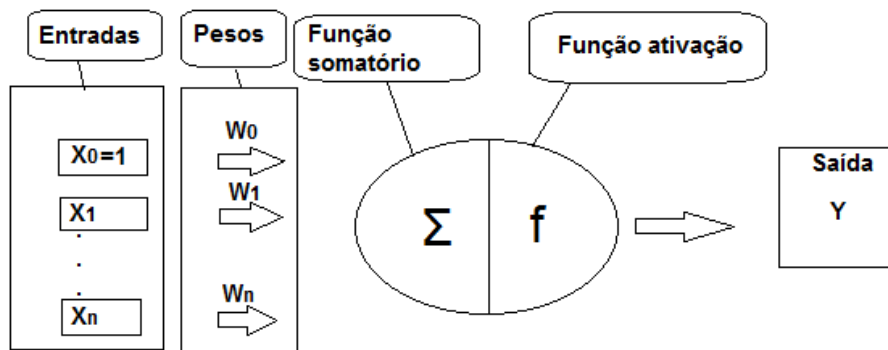 Entradas
Pesos
Função
somatório
Função ativação
X0=1
X1
.
.
.
Xn
W0
W1
Wn
Σ
f
Saída
Y